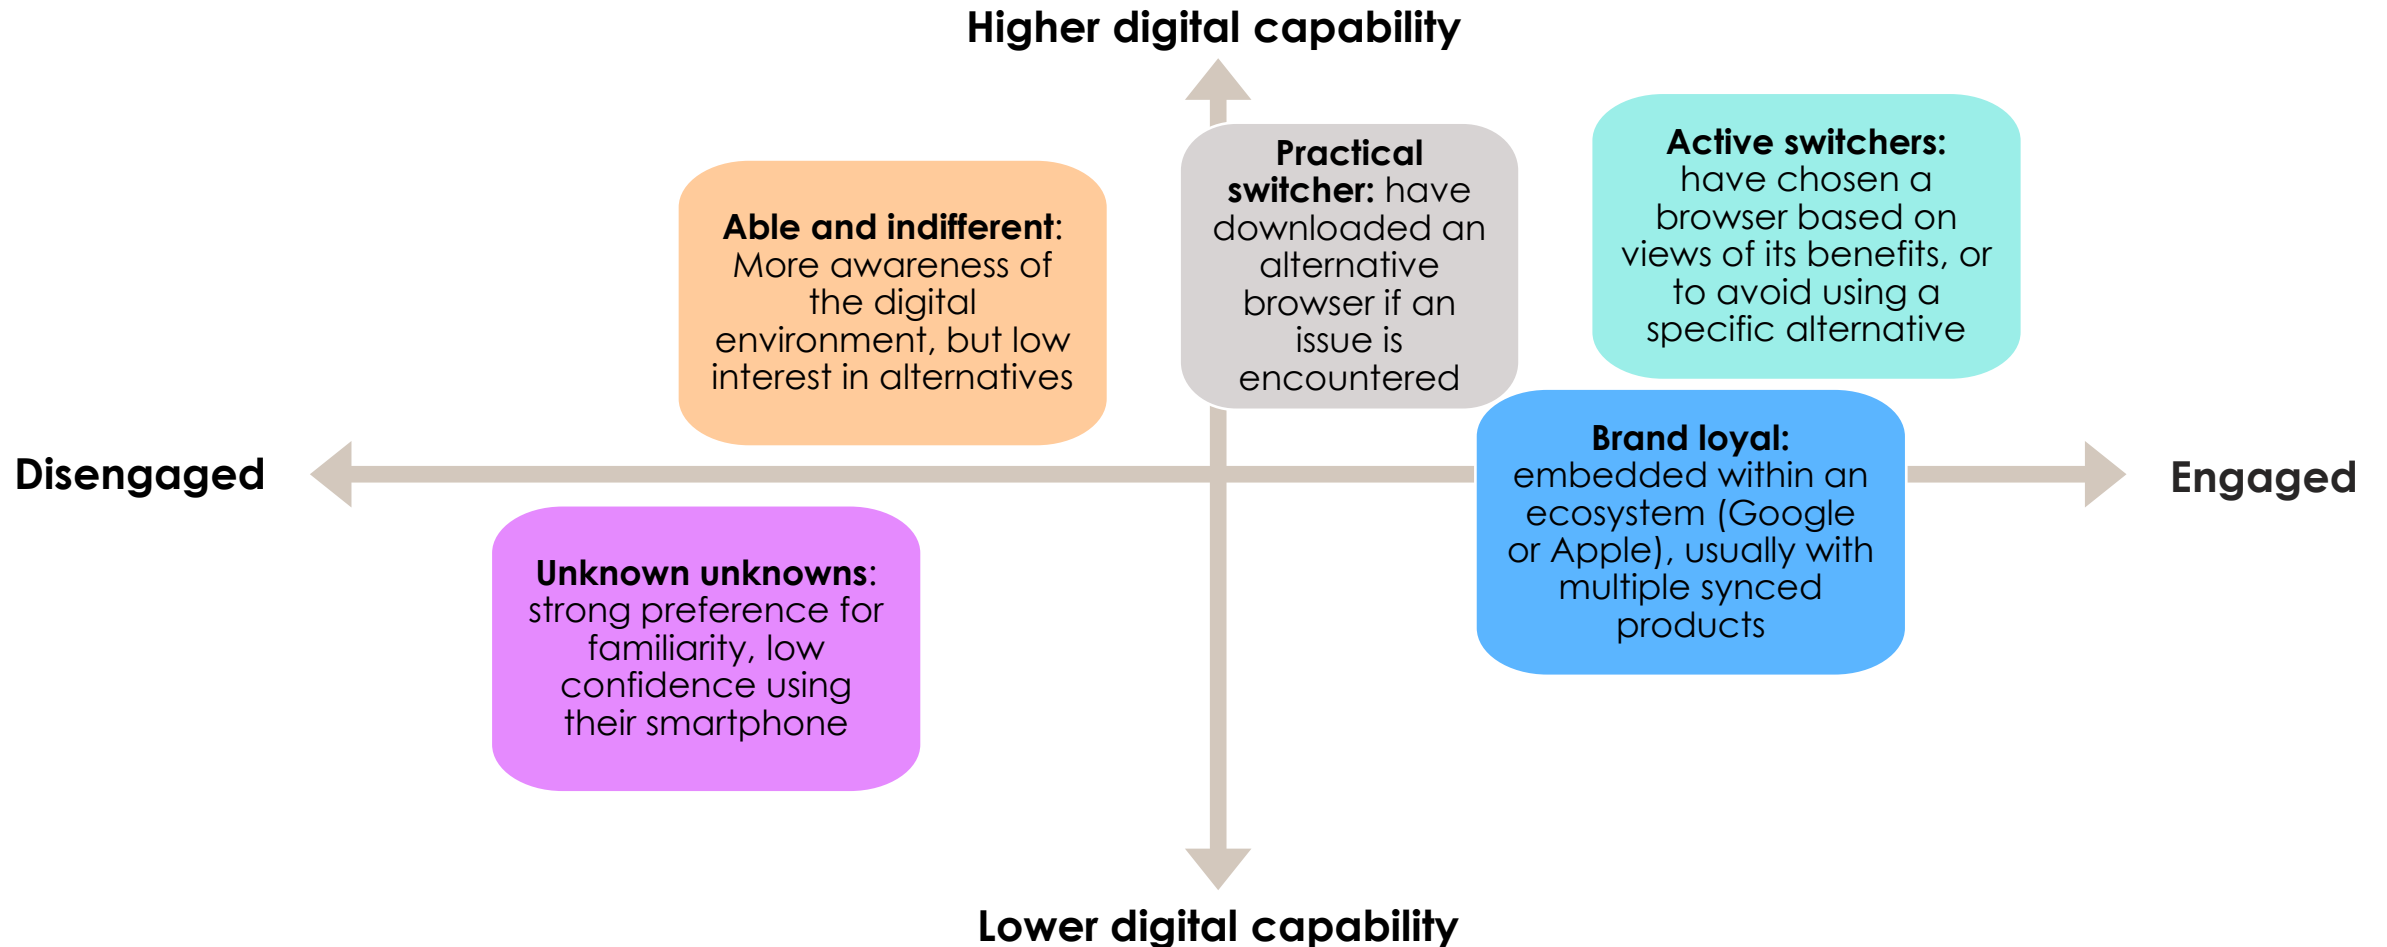 Higher digital capability
Practical
switcher: have
downloaded an
alternative
browser if an
issue is
encountered
Active switchers:
have chosen a
browser based on
views of its benefits, or
to avoid using a
specific alternative
Able and indifferent:
More awareness of
the digital
environment, but low
interest in alternatives
Disengaged
Brand loyal:
embedded within an
ecosystem (Google
or Apple), usually with
multiple synced
products
Engaged
Unknown unknowns:
strong preference for
familiarity, low
confidence using
their smartphone
Lower digital capability